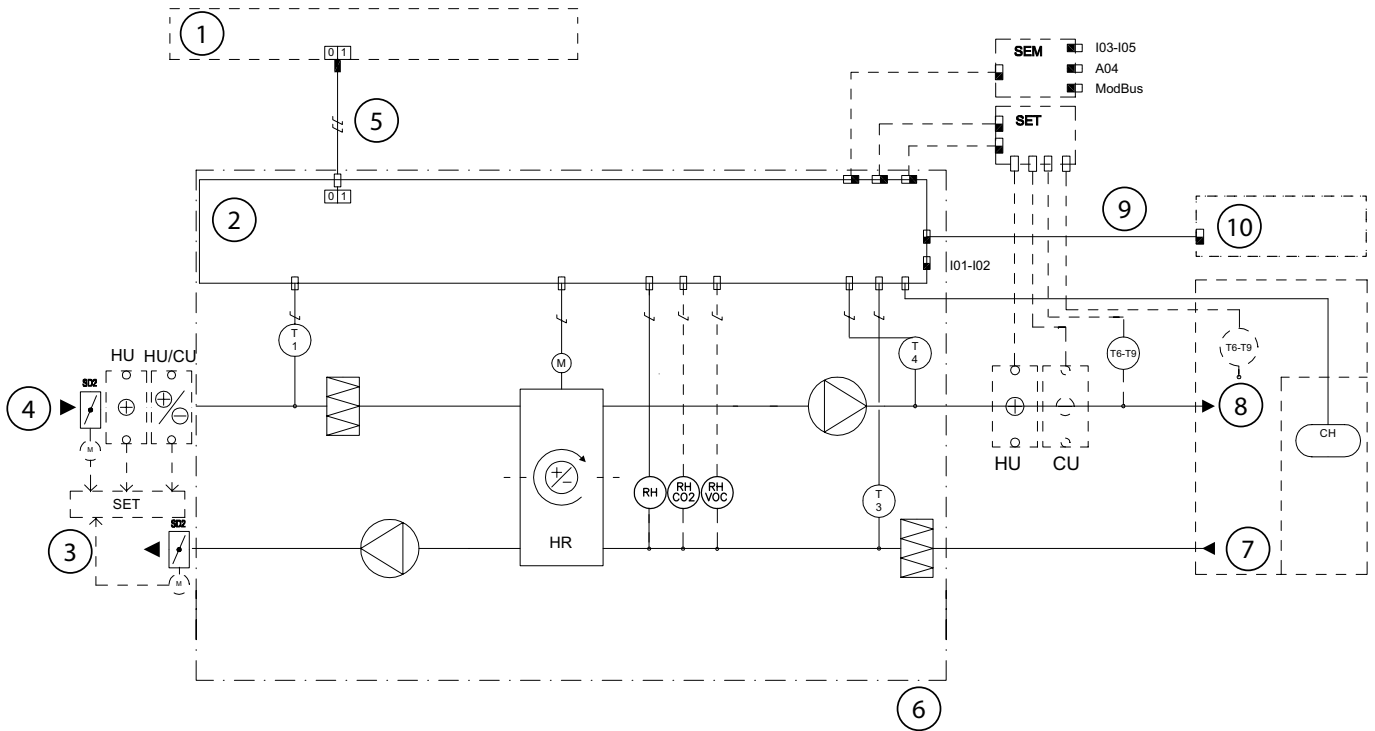 1
0 1
SEM
I03-I05
A04
ModBus
5
SET
0 1
2
9
10
I01-I02
T
1
M
T
4
T6-T9
T6-T9
HU
HU/CU
SD2
4
8
M
CH
HU
CU
RH
RH
CO2
RH
VOC
T
3
SET
SD2
HR
3
7
M
6